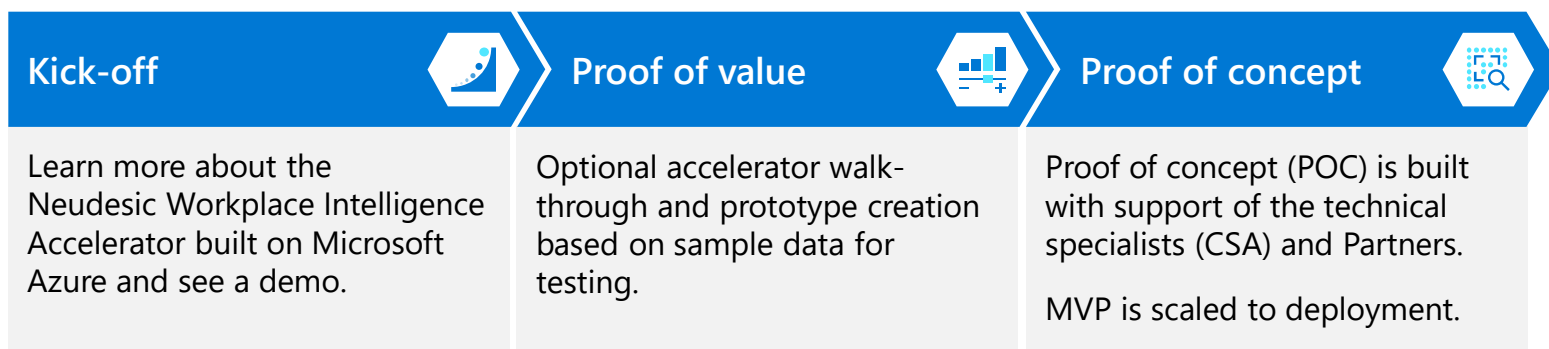 Kick-off
Learn more about the
Neudesic Workplace Intelligence
Accelerator built on Microsoft
Azure and see a demo.
Proof of value
Optional accelerator walk-
through and prototype creation
based on sample data for
testing.
Proof of concept
Proof of concept (POC) is built
with support of the technical
specialists (CSA) and Partners.
MVP is scaled to deployment.